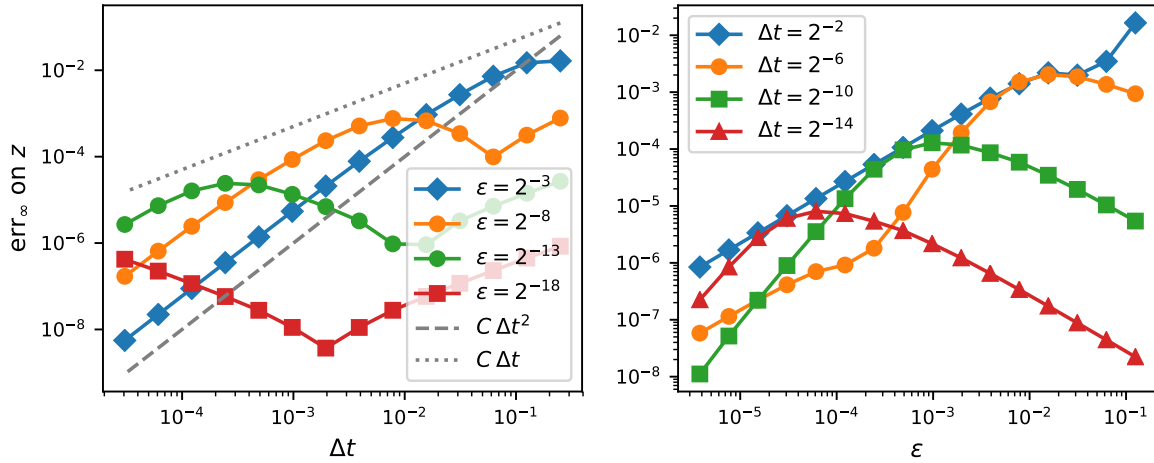 err∞ on z
10⁻²
10⁻⁴
10⁻⁶
10⁻⁸
10⁻⁴
10⁻³
10⁻²
10⁻¹
Δt
ε = 2⁻³
ε = 2⁻⁸
ε = 2⁻¹³
ε = 2⁻¹⁸
C Δt²
C Δt
10⁻²
10⁻³
10⁻⁴
10⁻⁵
10⁻⁶
10⁻⁷
10⁻⁸
10⁻⁵
10⁻⁴
10⁻³
10⁻²
10⁻¹
ε
Δt = 2⁻²
Δt = 2⁻⁶
Δt = 2⁻¹⁰
Δt = 2⁻¹⁴